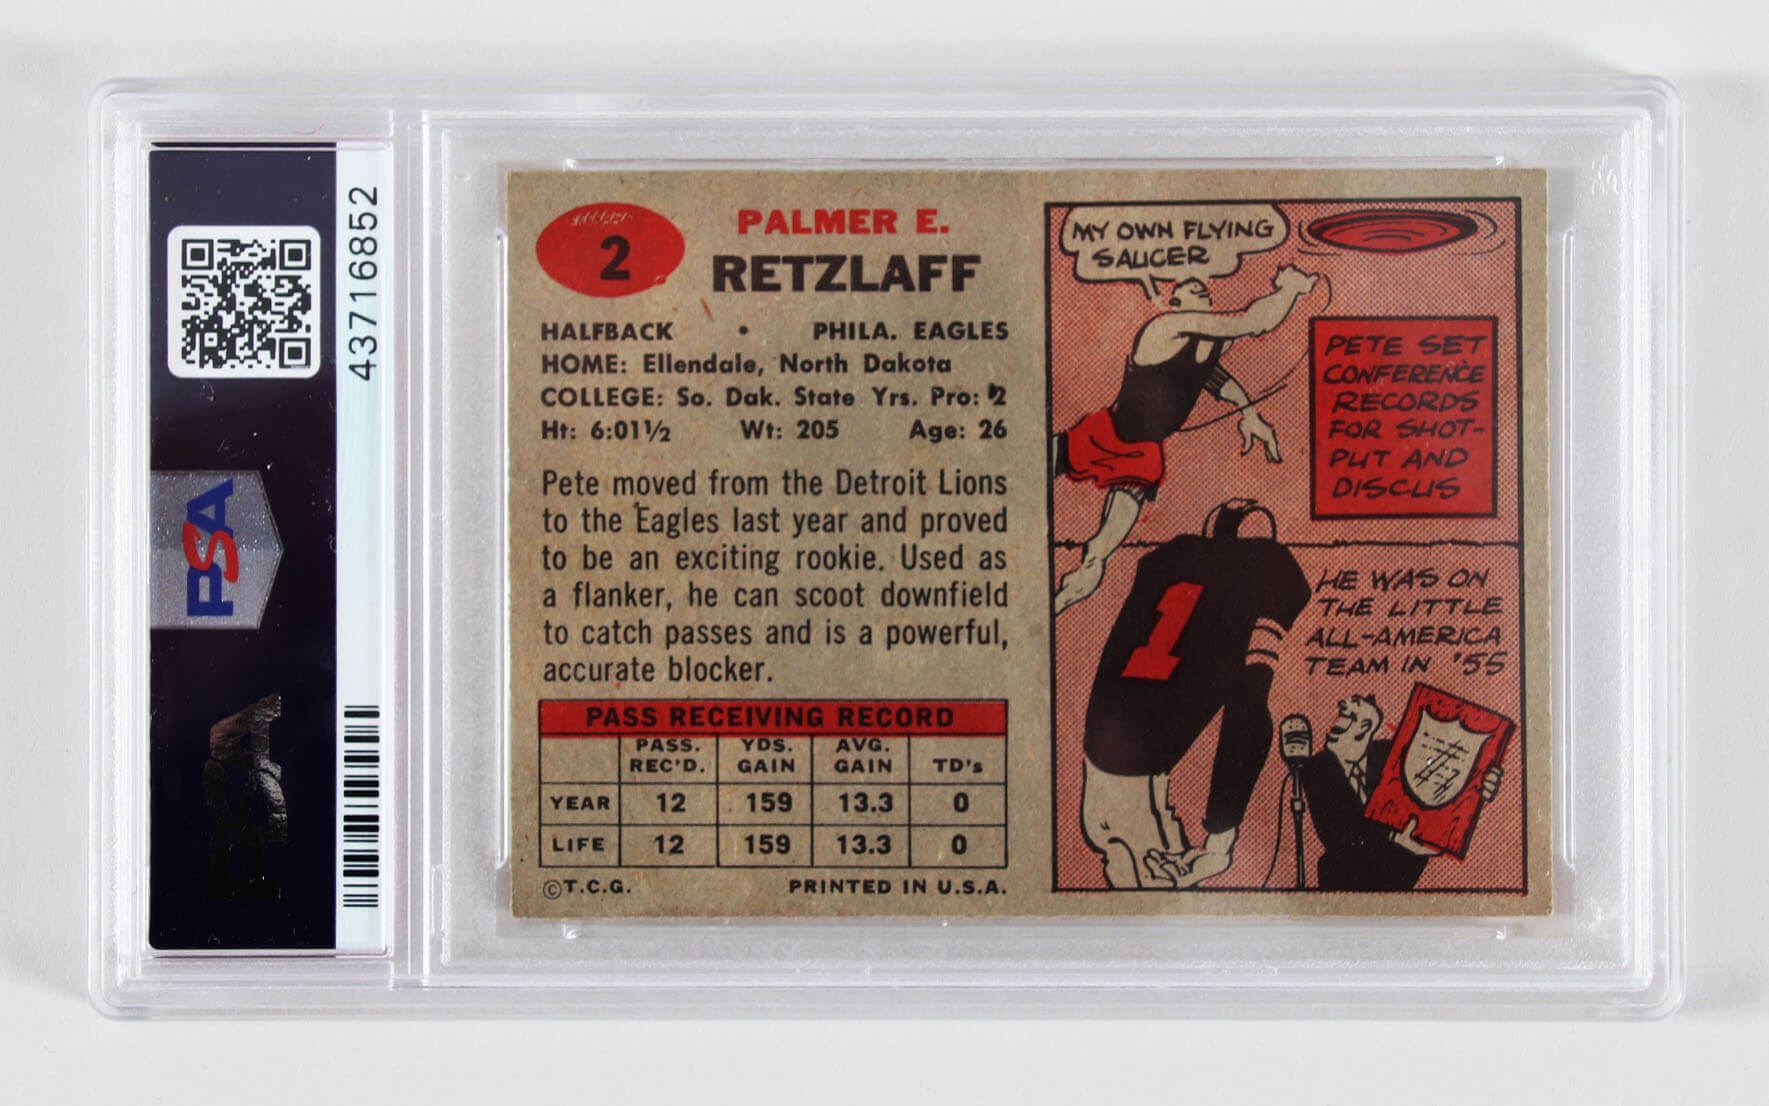 43716852
PSA
PSA
2
PALMER E.
RETZLAFF
HALFBACK • PHILA. EAGLES
HOME: Ellendale, North Dakota
COLLEGE: So. Dak. State Yrs. Pro: 2
Ht: 6:01½ Wt: 205 Age: 26
Pete moved from the Detroit Lions
to the Eagles last year and proved
to be an exciting rookie. Used as
a flanker, he can scoot downfield
to catch passes and is a powerful,
accurate blocker.
PASS RECEIVING RECORD
PASS. REC'D. YDS. GAIN AVG. GAIN TD's
YEAR 12 159 13.3 0
LIFE 12 159 13.3 0
©T.C.G. PRINTED IN U.S.A.
MY OWN FLYING
SAUCER
PETE SET
CONFERENCE
RECORDS
FOR SHOT-
PUT AND
DISCUS
1
HE WAS ON
THE LITTLE
ALL-AMERICA
TEAM IN '55